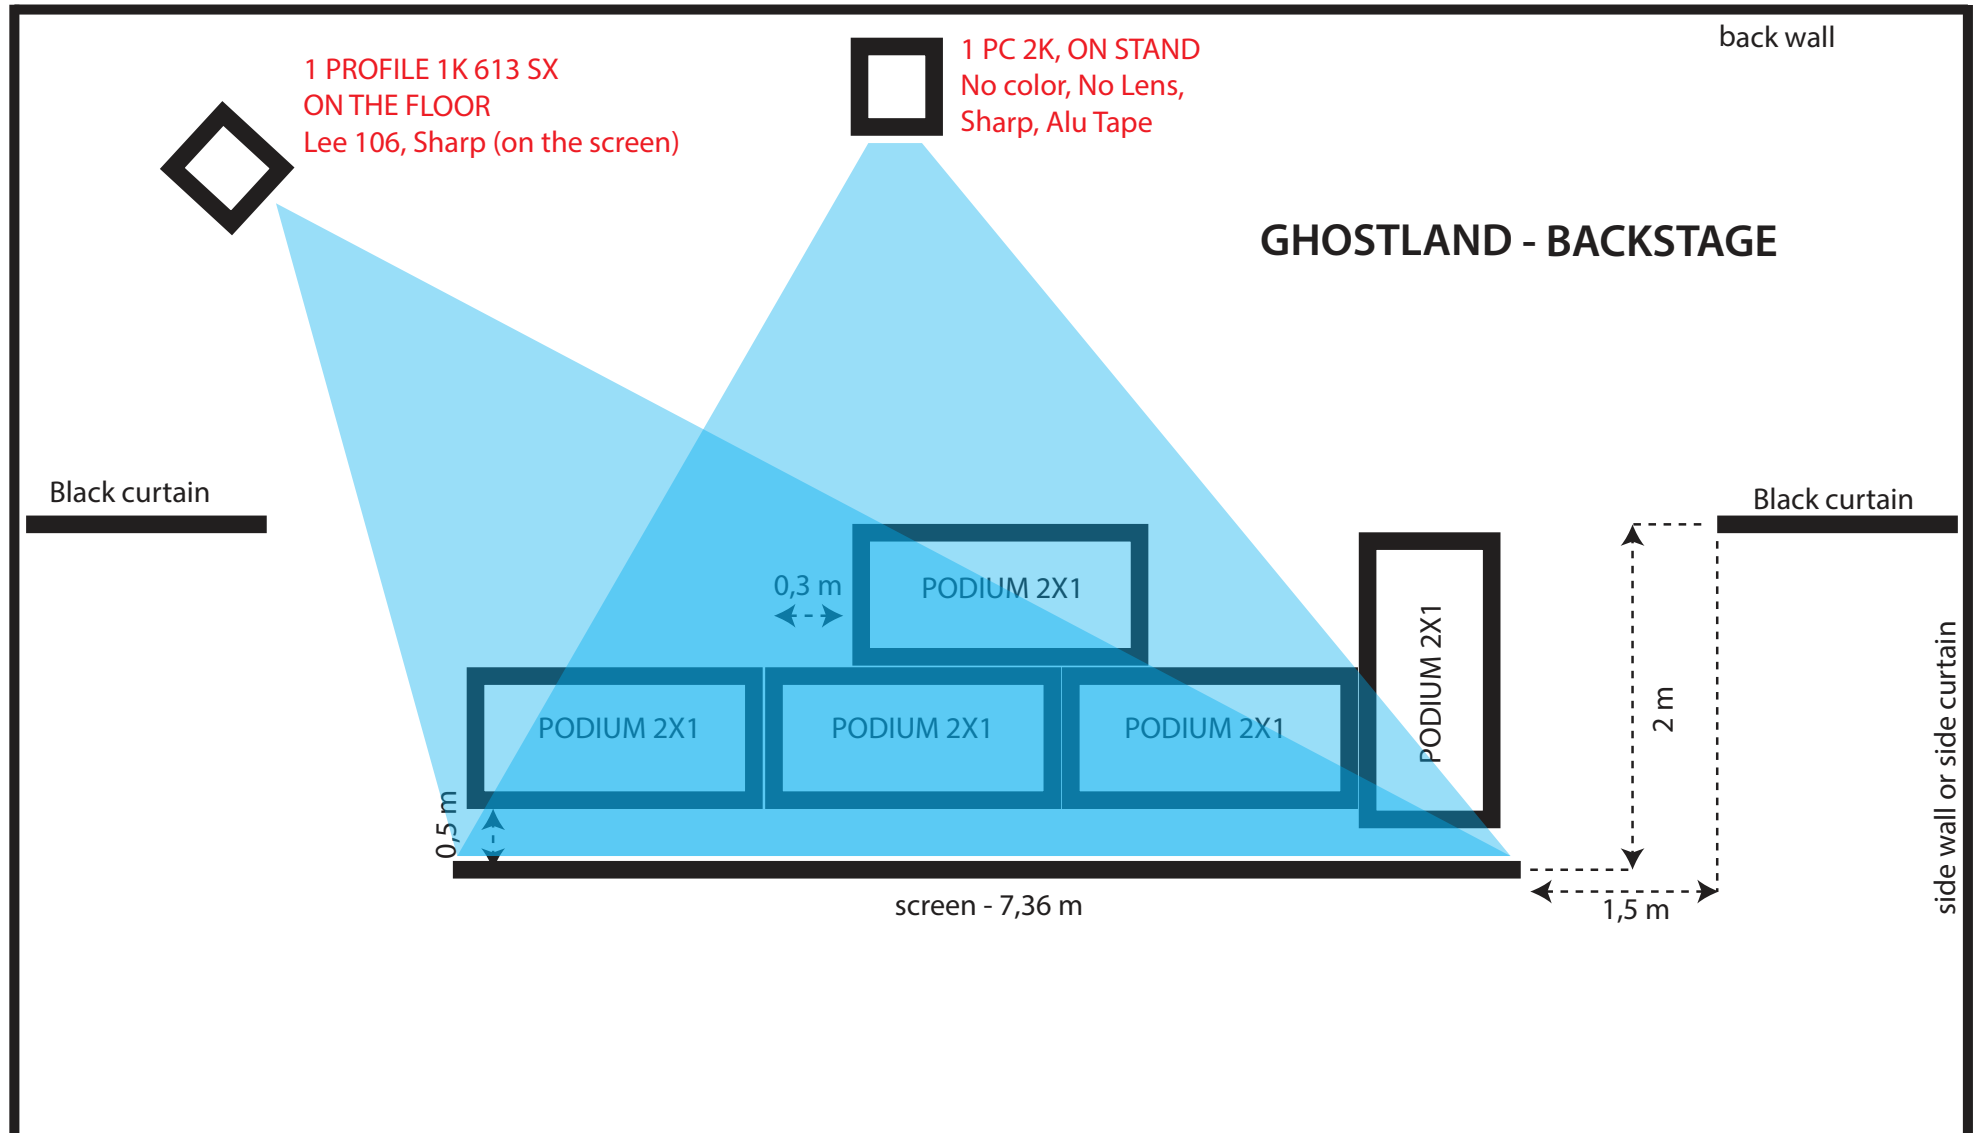 back wall
1 PROFILE 1K 613 SX
ON THE FLOOR
Lee 106, Sharp (on the screen)
1 PC 2K, ON STAND
No color, No Lens,
Sharp, Alu Tape
GHOSTLAND - BACKSTAGE
Black curtain
Black curtain
0,3 m
PODIUM 2X1
PODIUM 2X1
PODIUM 2X1
PODIUM 2X1
PODIUM 2X1
2 m
side wall or side curtain
0,5 m
screen - 7,36 m
1,5 m